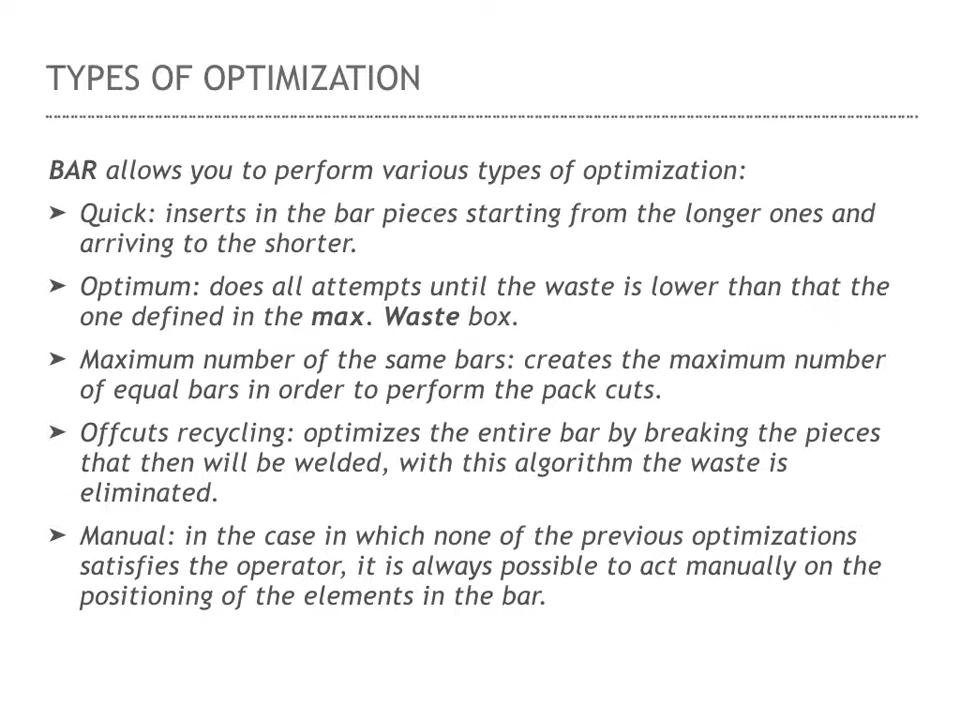 TYPES OF OPTIMIZATION
BAR allows you to perform various types of optimization:
➤ Quick: inserts in the bar pieces starting from the longer ones and
arriving to the shorter.
➤ Optimum: does all attempts until the waste is lower than that the
one defined in the max. Waste box.
➤ Maximum number of the same bars: creates the maximum number
of equal bars in order to perform the pack cuts.
➤ Offcuts recycling: optimizes the entire bar by breaking the pieces
that then will be welded, with this algorithm the waste is
eliminated.
➤ Manual: in the case in which none of the previous optimizations
satisfies the operator, it is always possible to act manually on the
positioning of the elements in the bar.